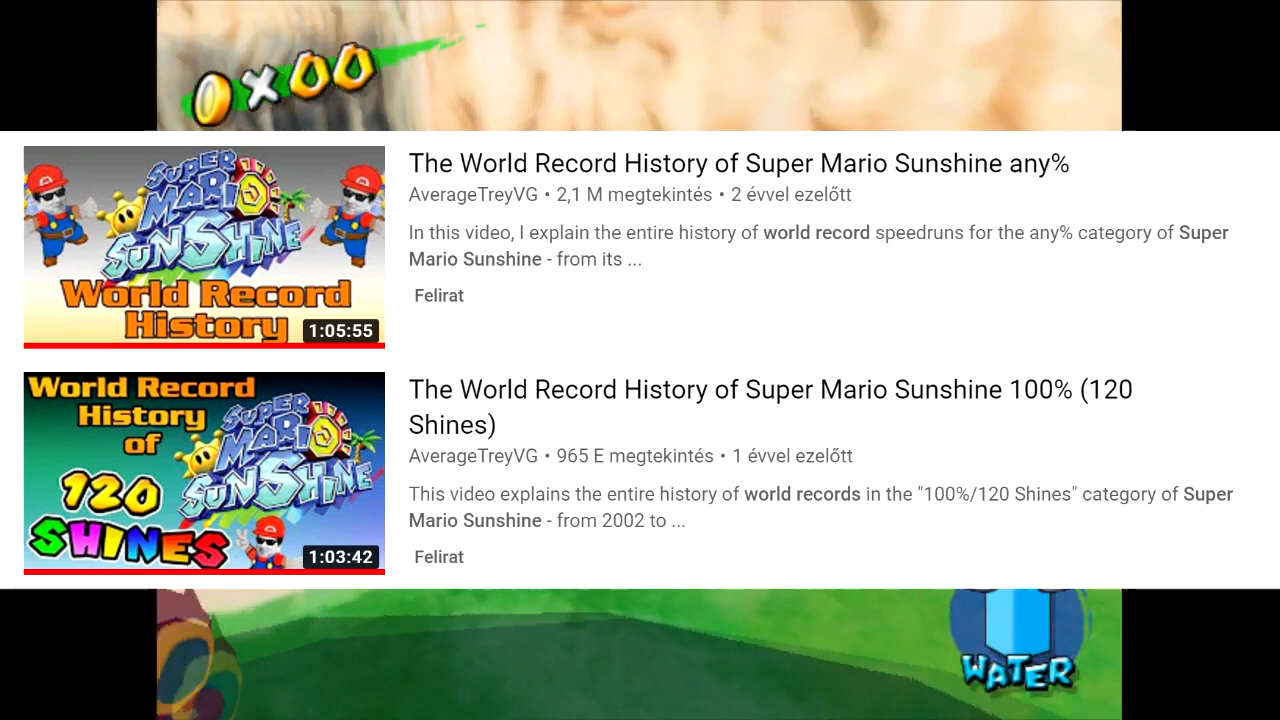 0×00
SUPER
MARIO
SUNSHINE
World Record
History
1:05:55
The World Record History of Super Mario Sunshine any%
AverageTreyVG • 2,1 M megtekintés • 2 évvel ezelőtt
In this video, I explain the entire history of world record speedruns for the any% category of Super
Mario Sunshine - from its ...
Felirat
World Record
History
of
SUPER
MARIO
SUNSHINE
120
SHINES
1:03:42
The World Record History of Super Mario Sunshine 100% (120
Shines)
AverageTreyVG • 965 E megtekintés • 1 évvel ezelőtt
This video explains the entire history of world records in the "100%/120 Shines" category of Super
Mario Sunshine - from 2002 to ...
Felirat
WATER